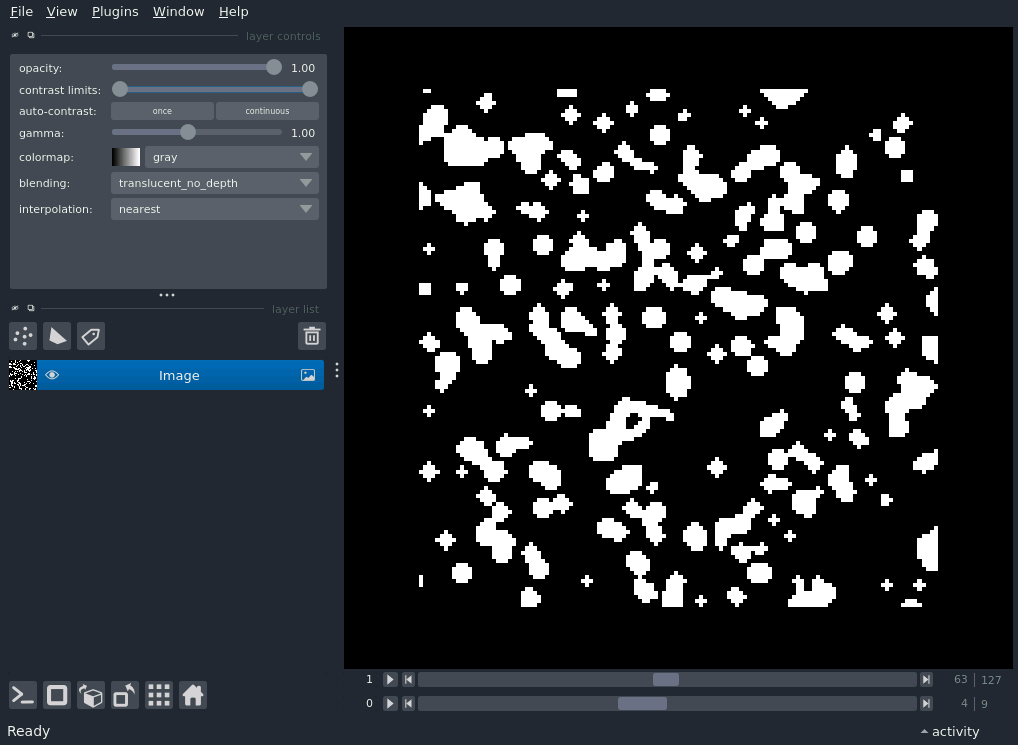 File View Plugins Window Help
layer controls
opacity: 1.00
contrast limits:
auto-contrast: once continuous
gamma: 1.00
colormap: gray
blending: translucent_no_depth
interpolation: nearest
layer list
Image
1 63 127
0 4 9
Ready activity